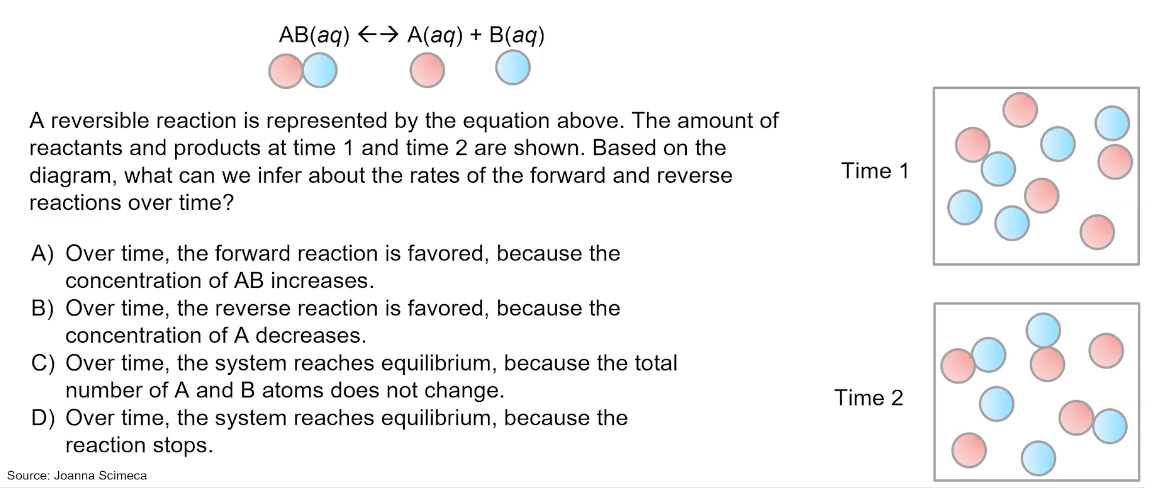 AB(aq) ←→ A(aq) + B(aq)
A reversible reaction is represented by the equation above. The amount of
reactants and products at time 1 and time 2 are shown. Based on the
diagram, what can we infer about the rates of the forward and reverse
reactions over time?
A) Over time, the forward reaction is favored, because the
concentration of AB increases.
B) Over time, the reverse reaction is favored, because the
concentration of A decreases.
C) Over time, the system reaches equilibrium, because the total
number of A and B atoms does not change.
D) Over time, the system reaches equilibrium, because the
reaction stops.
Source: Joanna Scimeca
Time 1
Time 2